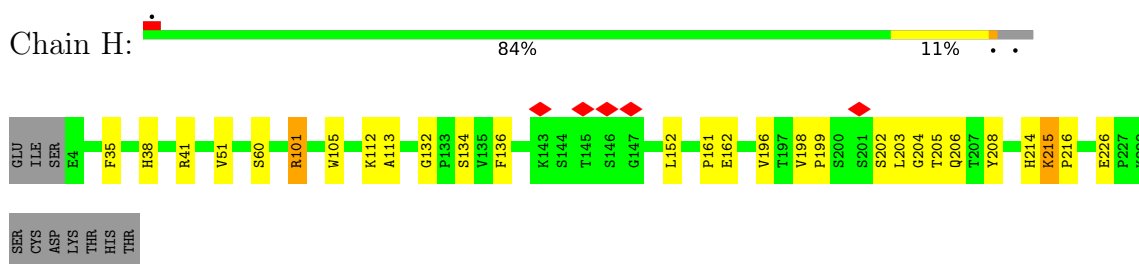 Chain H: 84% 11%
GLU ILE SER E4 F35 H38 R41 V51 S60 R101 W105 K112 A113 G132 P133 S134 V135 F136 K143 S144 T145 S146 G147 L152 P161 E162 V196 T197 V198 P199 S200 S201 S202 L203 G204 T205 Q206 T207 Y208 H214 K215 P216 E226 P227
SER CYS ASP LYS THR HIS THR